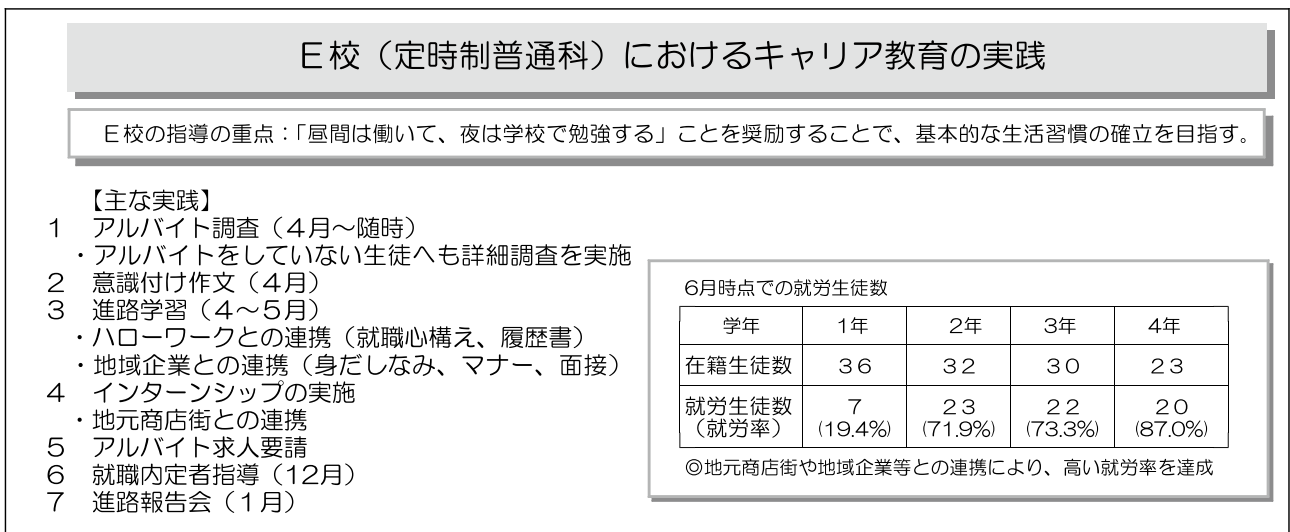 Ｅ校（定時制普通科）におけるキャリア教育の実践
Ｅ校の指導の重点：「昼間は働いて、夜は学校で勉強する」ことを奨励することで、基本的な生活習慣の確立を目指す。
【主な実践】
１　アルバイト調査（４月～随時）
・アルバイトをしていない生徒へも詳細調査を実施
２　意識付け作文（４月）
３　進路学習（４～５月）
・ハローワークとの連携（就職心構え、履歴書）
・地域企業との連携（身だしなみ、マナー、面接）
４　インターンシップの実施
・地元商店街との連携
５　アルバイト求人要請
６　就職内定者指導（12月）
７　進路報告会（１月）
6月時点での就労生徒数
学年　1年　2年　3年　4年
在籍生徒数　３６　３２　３０　２３
就労生徒数　７　２３　２２　２０
（就労率）　(19.4%)　(71.9%)　(73.3%)　(87.0%)
◎地元商店街や地域企業等との連携により、高い就労率を達成